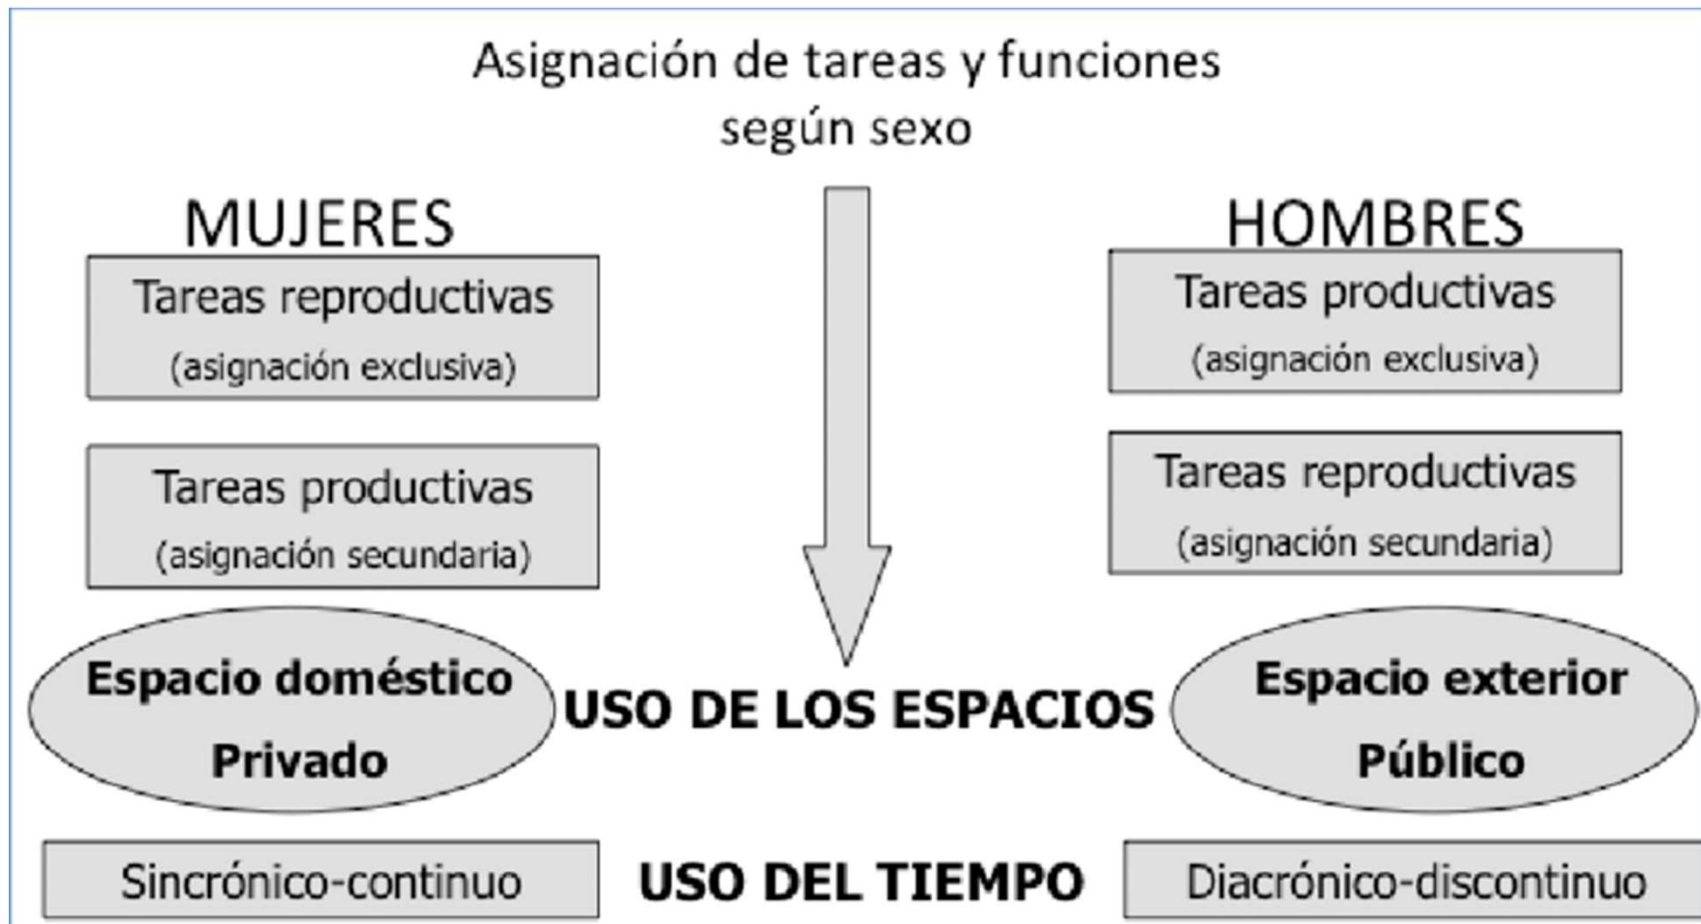 Asignación de tareas y funciones
según sexo
MUJERES
Tareas reproductivas
(asignación exclusiva)
Tareas productivas
(asignación secundaria)
Espacio doméstico
Privado
HOMBRES
Tareas productivas
(asignación exclusiva)
Tareas reproductivas
(asignación secundaria)
Espacio exterior
Público
USO DE LOS ESPACIOS
Sincrónico-continuo
USO DEL TIEMPO
Diacrónico-discontinuo